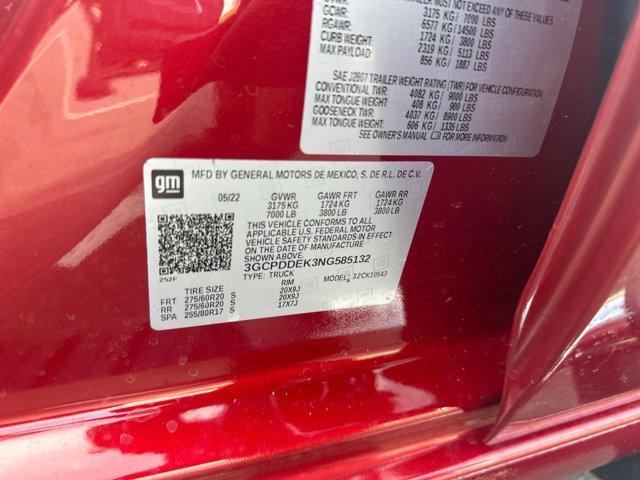 TRAILER MUST NOT EXCEED ANY OF THESE VALUES.
GVWR: 3175 KG / 7000 LBS
GCWR: 6577 KG / 14500 LBS
RGAWR: 1724 KG / 3800 LBS
CURB WEIGHT: 2319 KG / 5113 LBS
MAX PAYLOAD: 856 KG / 1887 LBS
SAE J2807 TRAILER WEIGHT RATING (TWR) FOR VEHICLE CONFIGURATION.
CONVENTIONAL TWR: 4082 KG / 9000 LBS
MAX TONGUE WEIGHT: 408 KG / 900 LBS
GOOSENECK TWR: 4037 KG / 8900 LBS
MAX TONGUE WEIGHT: 606 KG / 1335 LBS
SEE OWNER'S MANUAL FOR MORE INFORMATION
gm MFD BY GENERAL MOTORS DE MEXICO, S. DE R.L. DE C.V.
05/22 GVWR GAWR FRT GAWR RR
3175 KG 1724 KG 1724 KG
7000 LB 3800 LB 3800 LB
THIS VEHICLE CONFORMS TO ALL
APPLICABLE U.S. FEDERAL MOTOR
VEHICLE SAFETY STANDARDS IN EFFECT
ON THE DATE OF MANUFACTURE
SHOWN ABOVE.
3GCPDDEK3NG585132
252F TYPE: TRUCK MODEL: 32CK10543
TIRE SIZE RIM
FRT 275/60R20 S 20X9J
RR 275/60R20 S 20X9J
SPA 255/80R17 S 17X7J